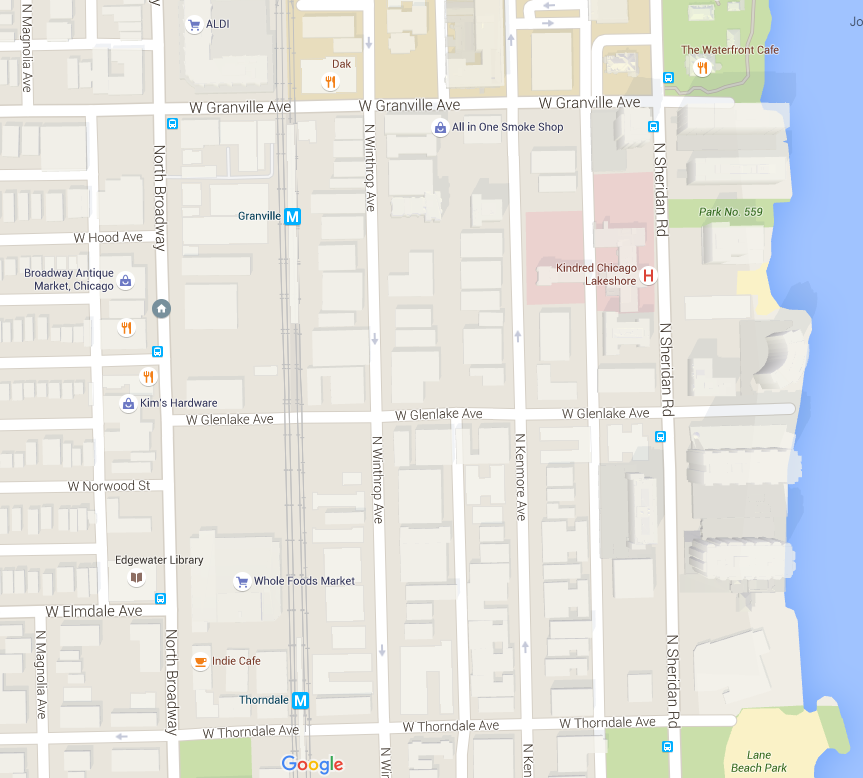 N Magnolia Ave
ALDI
Dak
The Waterfront Cafe
Jo
W Granville Ave
W Granville Ave
W Granville Ave
All in One Smoke Shop
North Broadway
N Winthrop Ave
N Sheridan Rd
Granville
M
Park No. 559
W Hood Ave
Broadway Antique
Market, Chicago
Kindred Chicago
Lakeshore
H
N Sheridan Rd
Kim's Hardware
W Glenlake Ave
W Glenlake Ave
W Glenlake Ave
N Winthrop Ave
N Kenmore Ave
W Norwood St
Edgewater Library
Whole Foods Market
W Elmdale Ave
N Magnolia Ave
North Broadway
Indie Cafe
N Sheridan Rd
Thorndale
M
W Thorndale Ave
W Thorndale Ave
W Thorndale Ave
N Win
N Ken
Lane
Beach Park
Google